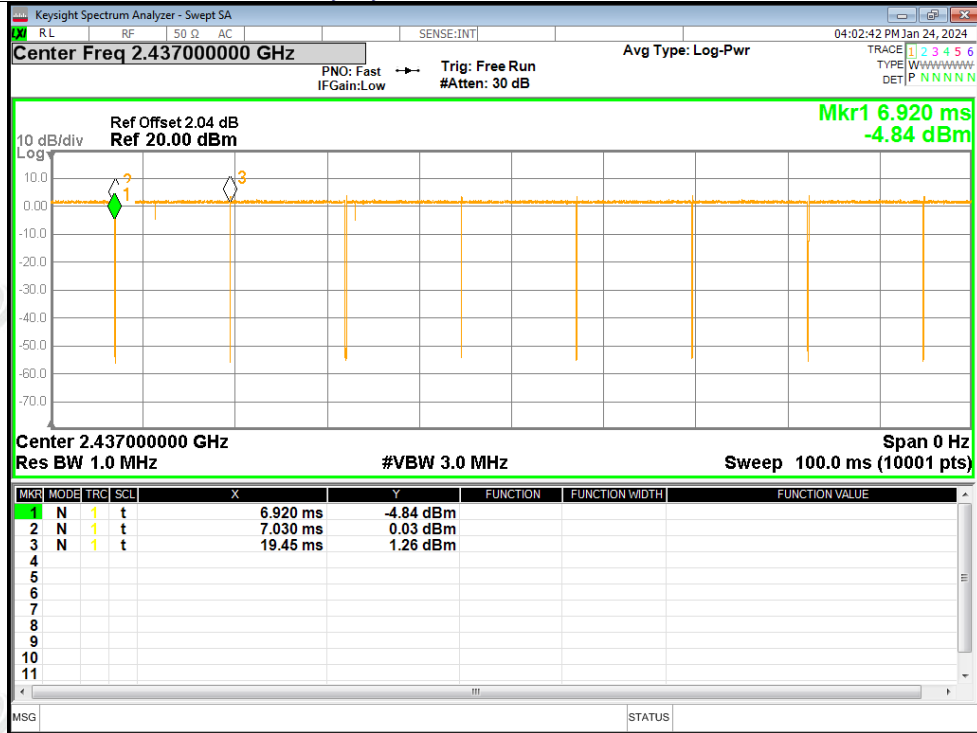 Keysight Spectrum Analyzer - Swept SA
LXI RL RF 50 Ω AC SENSE:INT 04:02:42 PM Jan 24, 2024
Center Freq 2.437000000 GHz Avg Type: Log-Pwr TRACE 1 2 3 4 5 6
PNO: Fast Trig: Free Run TYPE WWWWWWW
IFGain:Low #Atten: 30 dB DET P N N N N N
Mkr1 6.920 ms
Ref Offset 2.04 dB
10 dB/div Ref 20.00 dBm -4.84 dBm
Log
10.0
0.00
-10.0
-20.0
-30.0
-40.0
-50.0
-60.0
-70.0
2
1
3
Center 2.437000000 GHz Span 0 Hz
Res BW 1.0 MHz #VBW 3.0 MHz Sweep 100.0 ms (10001 pts)
MKR MODE TRC SCL X Y FUNCTION FUNCTION WIDTH FUNCTION VALUE
1 N 1 t 6.920 ms -4.84 dBm
2 N 1 t 7.030 ms 0.03 dBm
3 N 1 t 19.45 ms 1.26 dBm
4
5
6
7
8
9
10
11
MSG STATUS